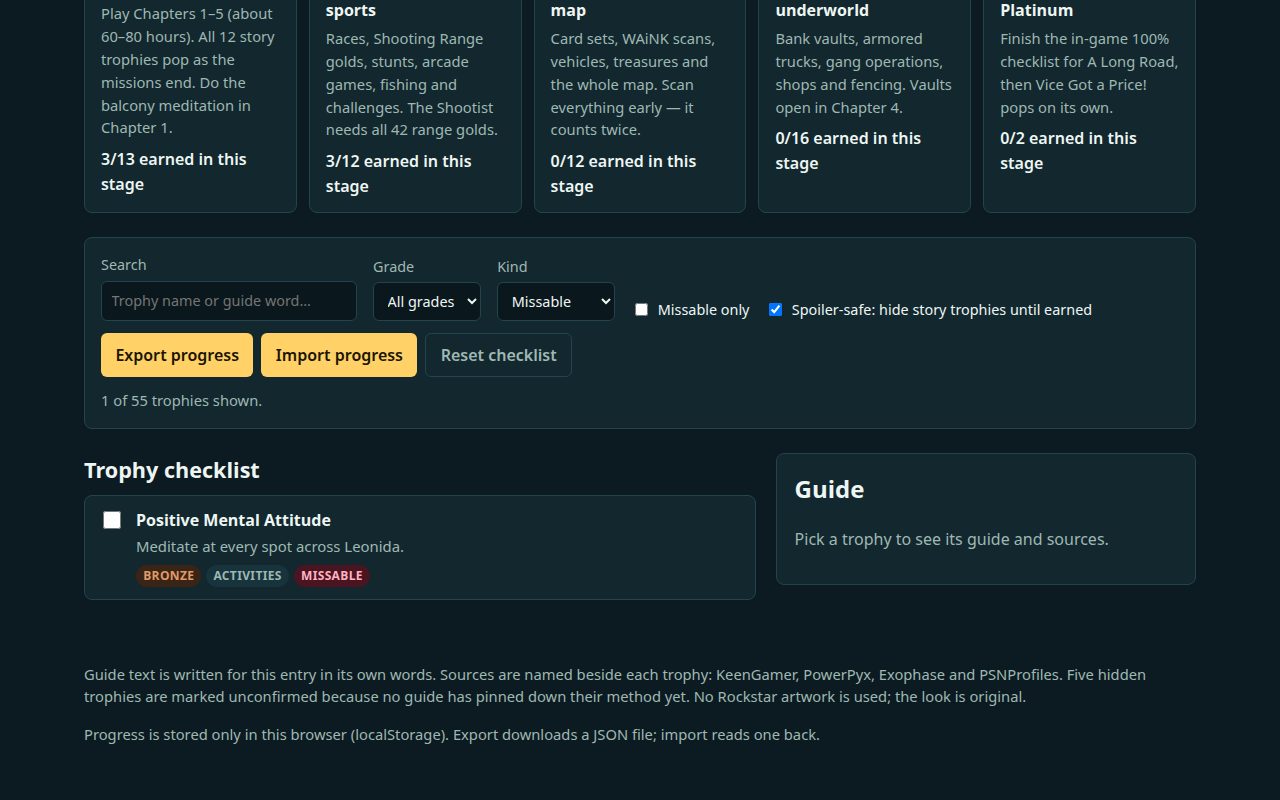 Play Chapters 1–5 (about
60–80 hours). All 12 story
trophies pop as the
missions end. Do the
balcony meditation in
Chapter 1.
3/13 earned in this
stage
sports
Races, Shooting Range
golds, stunts, arcade
games, fishing and
challenges. The Shootist
needs all 42 range golds.
3/12 earned in this
stage
map
Card sets, WAiNK scans,
vehicles, treasures and
the whole map. Scan
everything early — it
counts twice.
0/12 earned in this
stage
underworld
Bank vaults, armored
trucks, gang operations,
shops and fencing. Vaults
open in Chapter 4.
0/16 earned in this
stage
Platinum
Finish the in-game 100%
checklist for A Long Road,
then Vice Got a Price!
pops on its own.
0/2 earned in this
stage
Search
Trophy name or guide word...
Grade
All grades
Kind
Missable
Missable only
Spoiler-safe: hide story trophies until earned
Export progress
Import progress
Reset checklist
1 of 55 trophies shown.
Trophy checklist
Positive Mental Attitude
Meditate at every spot across Leonida.
BRONZE ACTIVITIES MISSABLE
Guide
Pick a trophy to see its guide and sources.
Guide text is written for this entry in its own words. Sources are named beside each trophy: KeenGamer, PowerPyx, Exophase and PSNProfiles. Five hidden
trophies are marked unconfirmed because no guide has pinned down their method yet. No Rockstar artwork is used; the look is original.
Progress is stored only in this browser (localStorage). Export downloads a JSON file; import reads one back.